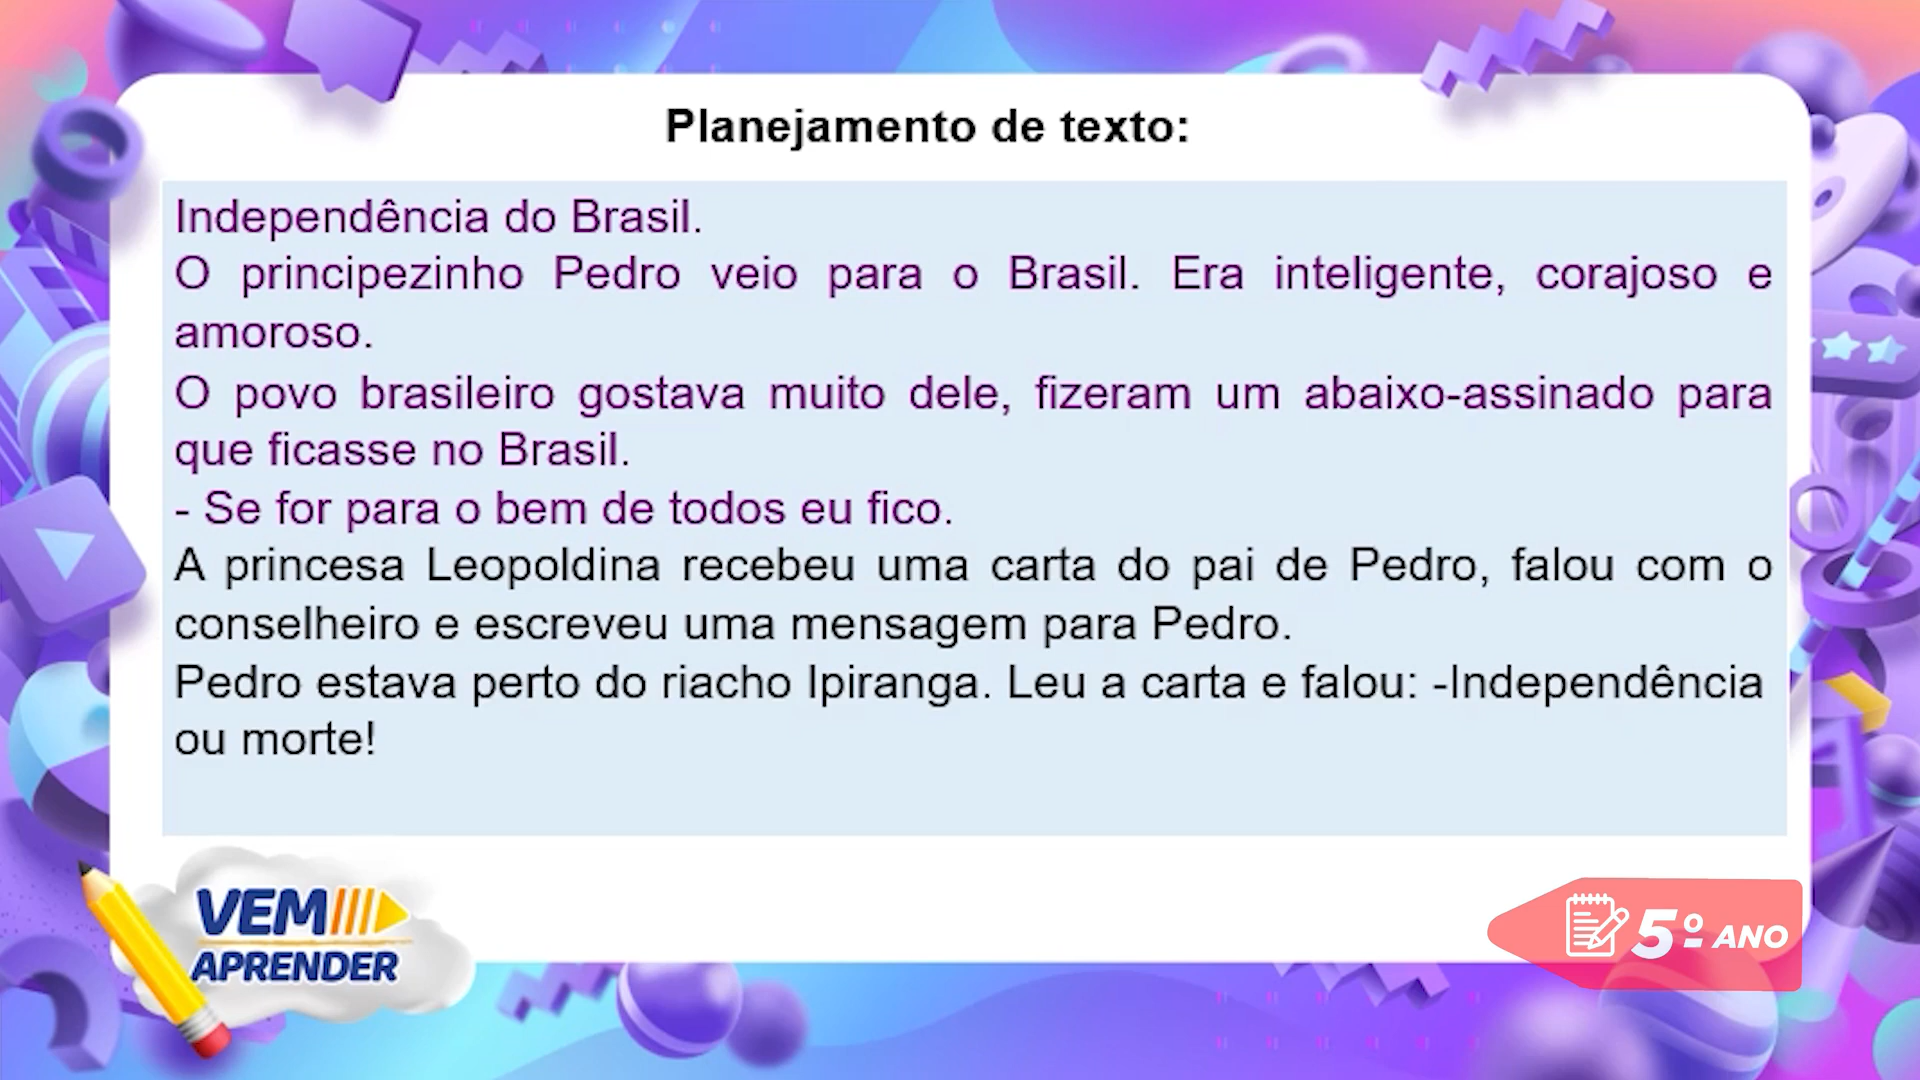 Planejamento de texto:
Independência do Brasil.
O principezinho Pedro veio para o Brasil. Era inteligente, corajoso e
amoroso.
O povo brasileiro gostava muito dele, fizeram um abaixo-assinado para
que ficasse no Brasil.
- Se for para o bem de todos eu fico.
A princesa Leopoldina recebeu uma carta do pai de Pedro, falou com o
conselheiro e escreveu uma mensagem para Pedro.
Pedro estava perto do riacho Ipiranga. Leu a carta e falou: -Independência
ou morte!
VEM
APRENDER
5º ANO